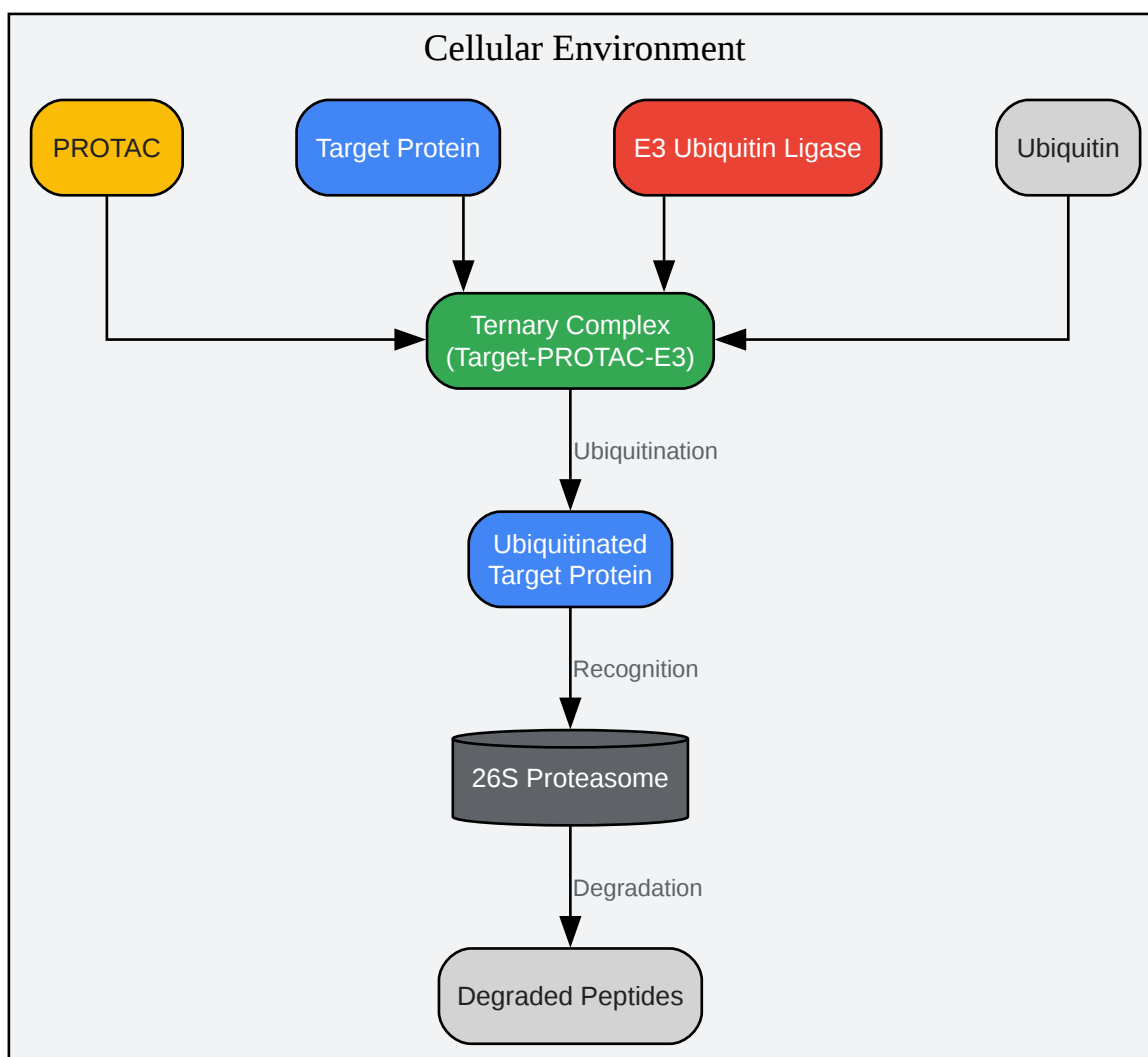 Cellular Environment
PROTAC
Target Protein
E3 Ubiquitin Ligase
Ubiquitin
Ternary Complex
(Target-PROTAC-E3)
Ubiquitination
Ubiquitinated
Target Protein
Recognition
26S Proteasome
Degradation
Degraded Peptides